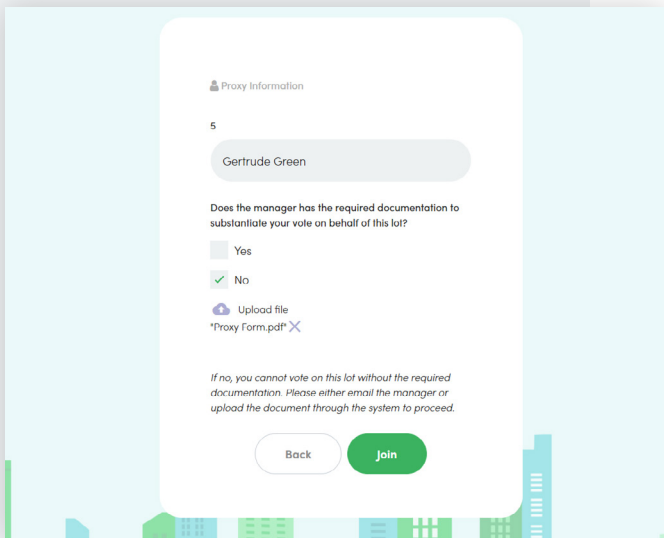 Proxy Information
5
Gertrude Green
Does the manager has the required documentation to
substantiate your vote on behalf of this lot?
Yes
No
Upload file
"Proxy Form.pdf"
If no, you cannot vote on this lot without the required
documentation. Please either email the manager or
upload the document through the system to proceed.
Back Join